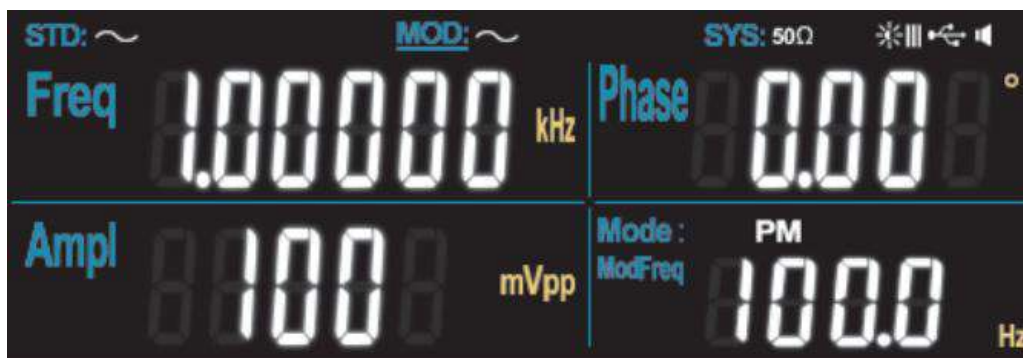 STD: MOD: SYS: 50Ω
Freq 1.00000 kHz Phase 0.00 °
Ampl 100 mVpp Mode: PM
ModFreq 100.0 Hz